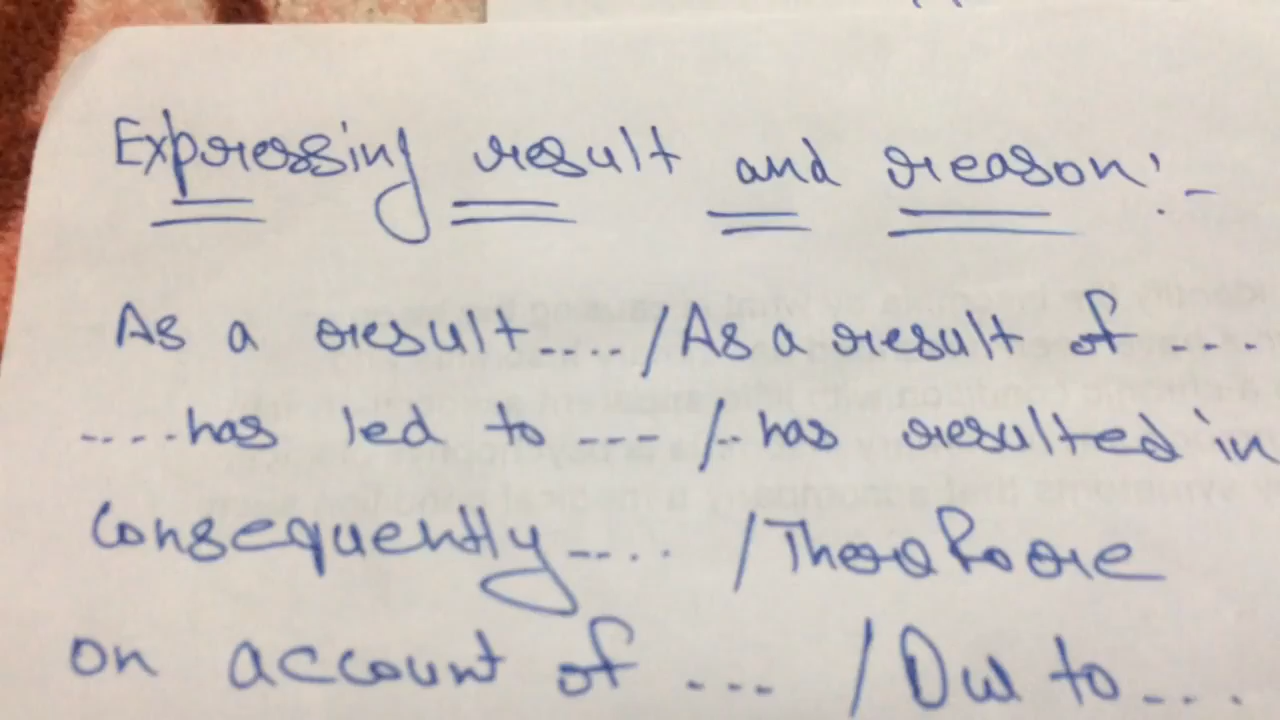 Expressing result and reason:-
As a result..../As a result of ....
....has led to --- /.. has resulted in
Consequently..... /Therefore
on account of ... /Due to ...